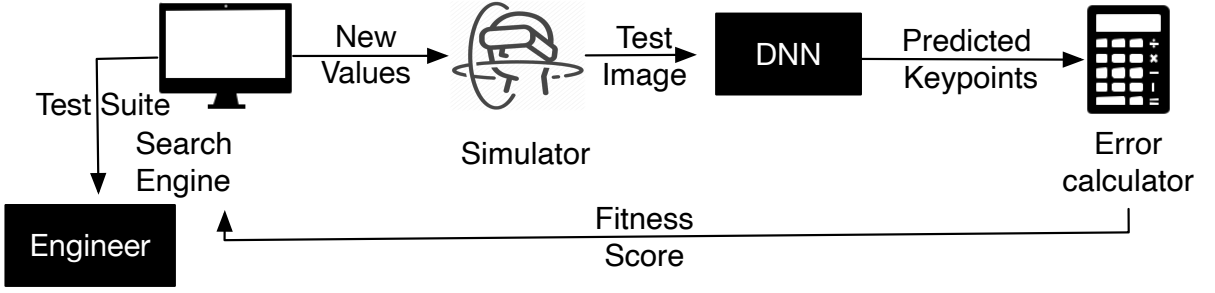 New
Values
Test
Image
DNN
Predicted
Keypoints
Test Suite
Search
Engine
Simulator
Error
calculator
Engineer
Fitness
Score